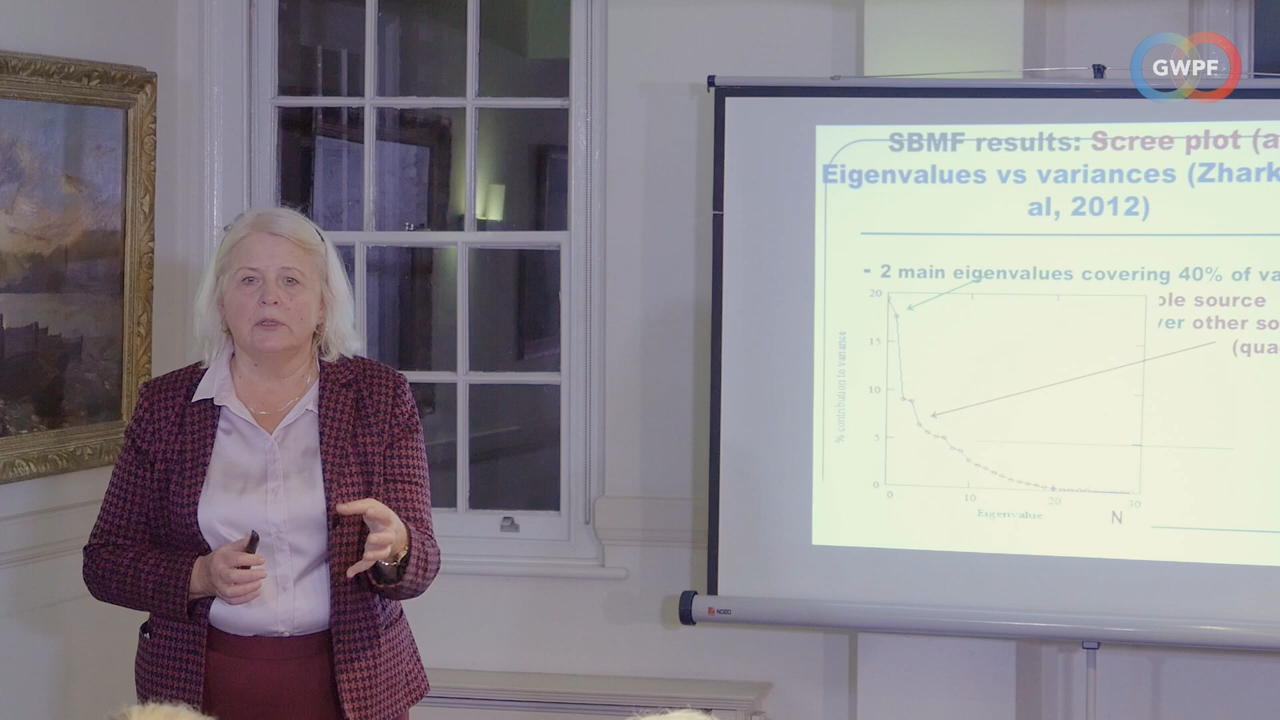 GWPF
SBMF results: Scree plot (a
Eigenvalues vs variances (Zhark
al, 2012)
- 2 main eigenvalues covering 40% of va
ple source
ver other so
(qua
20
15
10
5
0
% contribution to variance
0 10 20 30
Eigenvalue
N
NOBO